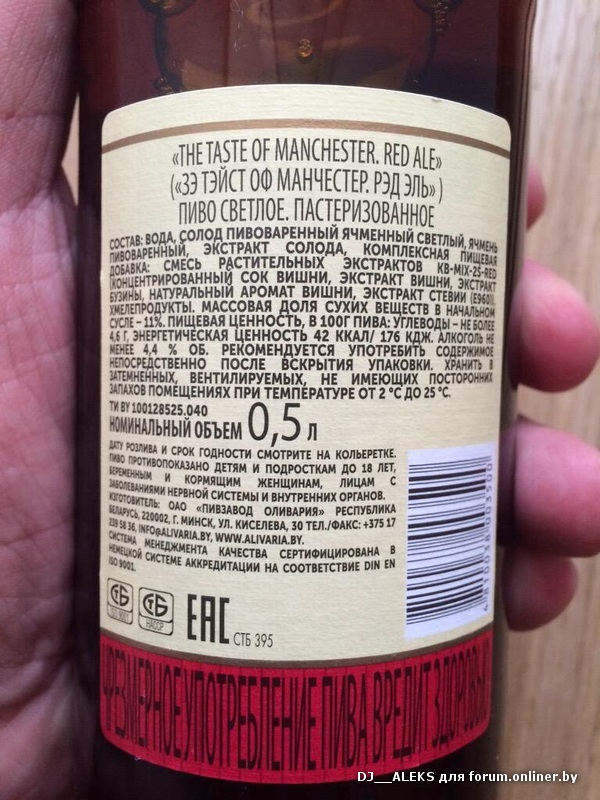 «THE TASTE OF MANCHESTER. RED ALE»
(«ЗЭ ТЭЙСТ ОФ МАНЧЕСТЕР. РЭД ЭЛЬ» )
ПИВО СВЕТЛОЕ. ПАСТЕРИЗОВАННОЕ
СОСТАВ: ВОДА, СОЛОД ПИВОВАРЕННЫЙ ЯЧМЕННЫЙ СВЕТЛЫЙ, ЯЧМЕНЬ
ПИВОВАРЕННЫЙ, ЭКСТРАКТ СОЛОДА, КОМПЛЕКСНАЯ ПИЩЕВАЯ
ДОБАВКА: СМЕСЬ РАСТИТЕЛЬНЫХ ЭКСТРАКТОВ KB-MIX-2S-RED
(КОНЦЕНТРИРОВАННЫЙ СОК ВИШНИ, ЭКСТРАКТ ВИШНИ, ЭКСТРАКТ
БУЗИНЫ, НАТУРАЛЬНЫЙ АРОМАТ ВИШНИ, ЭКСТРАКТ СТЕВИИ (Е960)),
ХМЕЛЕПРОДУКТЫ. МАССОВАЯ ДОЛЯ СУХИХ ВЕЩЕСТВ В НАЧАЛЬНОМ
СУСЛЕ – 11%. ПИЩЕВАЯ ЦЕННОСТЬ, В 100Г ПИВА: УГЛЕВОДЫ – НЕ БОЛЕЕ
4,6 Г, ЭНЕРГЕТИЧЕСКАЯ ЦЕННОСТЬ 42 ККАЛ/ 176 КДЖ. АЛКОГОЛЬ НЕ
МЕНЕЕ 4,4 % ОБ. РЕКОМЕНДУЕТСЯ УПОТРЕБИТЬ СОДЕРЖИМОЕ
НЕПОСРЕДСТВЕННО ПОСЛЕ ВСКРЫТИЯ УПАКОВКИ. ХРАНИТЬ В
ЗАТЕМНЕННЫХ, ВЕНТИЛИРУЕМЫХ, НЕ ИМЕЮЩИХ ПОСТОРОННИХ
ЗАПАХОВ ПОМЕЩЕНИЯХ ПРИ ТЕМПЕРАТУРЕ ОТ 2 °С ДО 25 °С.
ТИ BY 100128525.040
НОМИНАЛЬНЫЙ ОБЪЕМ 0,5 Л
ДАТУ РОЗЛИВА И СРОК ГОДНОСТИ СМОТРИТЕ НА КОЛЬЕРЕТКЕ.
ПИВО ПРОТИВОПОКАЗАНО ДЕТЯМ И ПОДРОСТКАМ ДО 18 ЛЕТ,
БЕРЕМЕННЫМ И КОРМЯЩИМ ЖЕНЩИНАМ, ЛИЦАМ С
ЗАБОЛЕВАНИЯМИ НЕРВНОЙ СИСТЕМЫ И ВНУТРЕННИХ ОРГАНОВ.
ИЗГОТОВИТЕЛЬ: ОАО «ПИВЗАВОД ОЛИВАРИЯ» РЕСПУБЛИКА
БЕЛАРУСЬ, 220002, Г. МИНСК, УЛ. КИСЕЛЕВА, 30 ТЕЛ./ФАКС: +375 17
239 58 36, INFO@ALIVARIA.BY, WWW.ALIVARIA.BY.
СИСТЕМА МЕНЕДЖМЕНТА КАЧЕСТВА СЕРТИФИЦИРОВАНА В
НЕМЕЦКОЙ СИСТЕМЕ АККРЕДИТАЦИИ НА СООТВЕТСТВИЕ DIN EN
ISO 9001.
СТБ СТБ ЕАС СТБ 395
ISO 9001 НАССР
ЧРЕЗМЕРНОЕ УПОТРЕБЛЕНИЕ ПИВА ВРЕДИТ ЗДОРОВЬЮ
DJ__ALEKS для forum.onliner.by